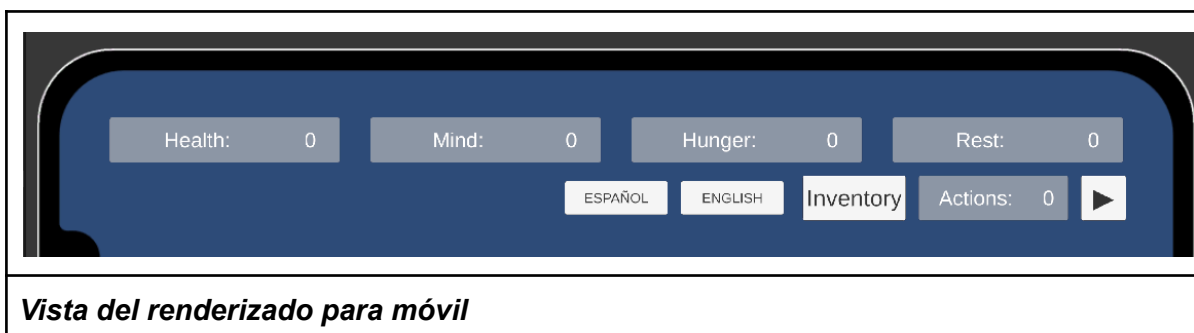 Health: 0 Mind: 0 Hunger: 0 Rest: 0
ESPAÑOL ENGLISH Inventory Actions: 0
Vista del renderizado para móvil